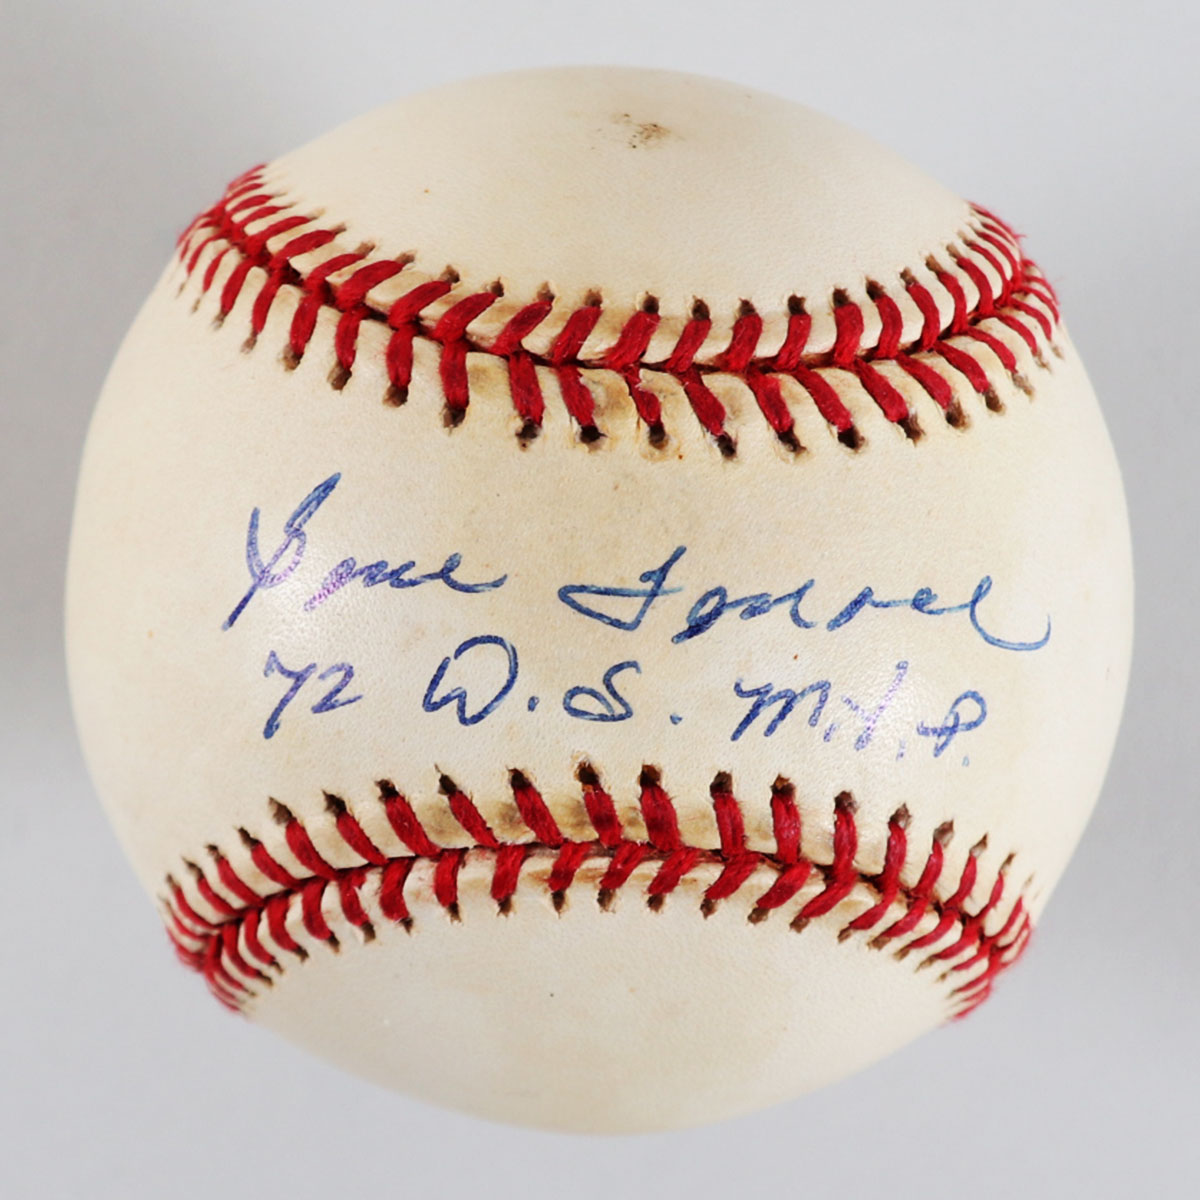 Gene Tenace
72 W.S. M.V.P.